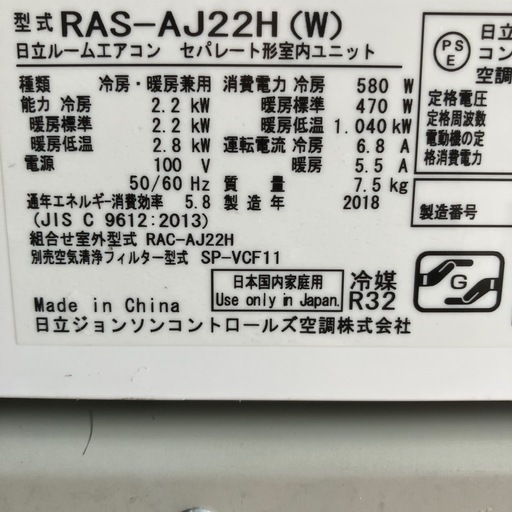 型式 RAS-AJ22H(W)
日立ルームエアコン セパレート形室内ユニット
種類 冷房・暖房兼用 消費電力 冷房 580 W
能力 冷房 2.2 kW 暖房標準 470 W
暖房標準 2.2 kW 暖房低温 1.040 kW
暖房低温 2.8 kW 運転電流 冷房 6.8 A
電源 100 V 暖房 5.5 A
50/60 Hz 質量 7.5 kg
通年エネルギー消費効率 5.8 製造年 2018
(JIS C 9612:2013)
組合せ室外型式 RAC-AJ22H
別売空気清浄フィルター型式 SP-VCF11
日本国内家庭用
Use only in Japan.
冷媒
R32
Made in China
日立ジョンソンコントロールズ空調株式会社
PS
E
日立
コン
空調
定格電圧
定格周波数
電動機の定
格消費電力
製造番号
G